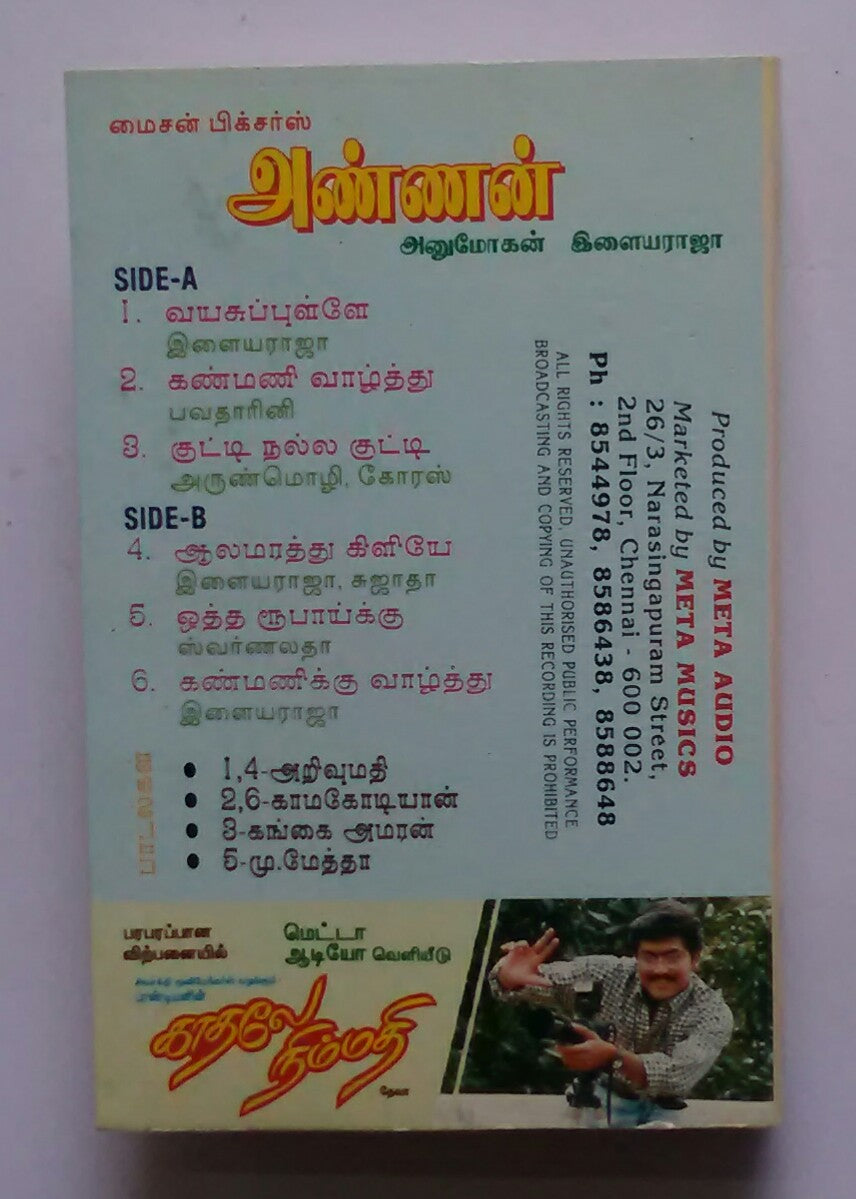 மைசன் பிக்சர்ஸ்
அண்ணன்
அனுமோகன் இளையராஜா
SIDE-A
1. வயசுப்புள்ளே
இளையராஜா
2. கண்மணி வாழ்த்து
பவதாரினி
3. குட்டி நல்ல குட்டி
அருண்மொழி, கோரஸ்
SIDE-B
4. ஆலமரத்து கிளியே
இளையராஜா, சுஜாதா
5. ஒத்த ரூபாய்க்கு
ஸ்வர்ணலதா
6. கண்மணிக்கு வாழ்த்து
இளையராஜா
பாடல்கள்
• 1,4-அறிவுமதி
• 2,6-காமகோடியான்
• 3-கங்கை அமரன்
• 5-மு.மேத்தா
Produced by META AUDIO
Marketed by META MUSICS
26/3, Narasingapuram Street,
2nd Floor, Chennai - 600 002.
Ph : 8544978, 8586438, 8588648
ALL RIGHTS RESERVED, UNAUTHORISED PUBLIC PERFORMANCE
BROADCASTING AND COPYING OF THIS RECORDING IS PROHIBITED
பரபரப்பான
விற்பனையில்
மெட்டா
ஆடியோ வெளியீடு
காதலே
நிம்மதி
தேவா